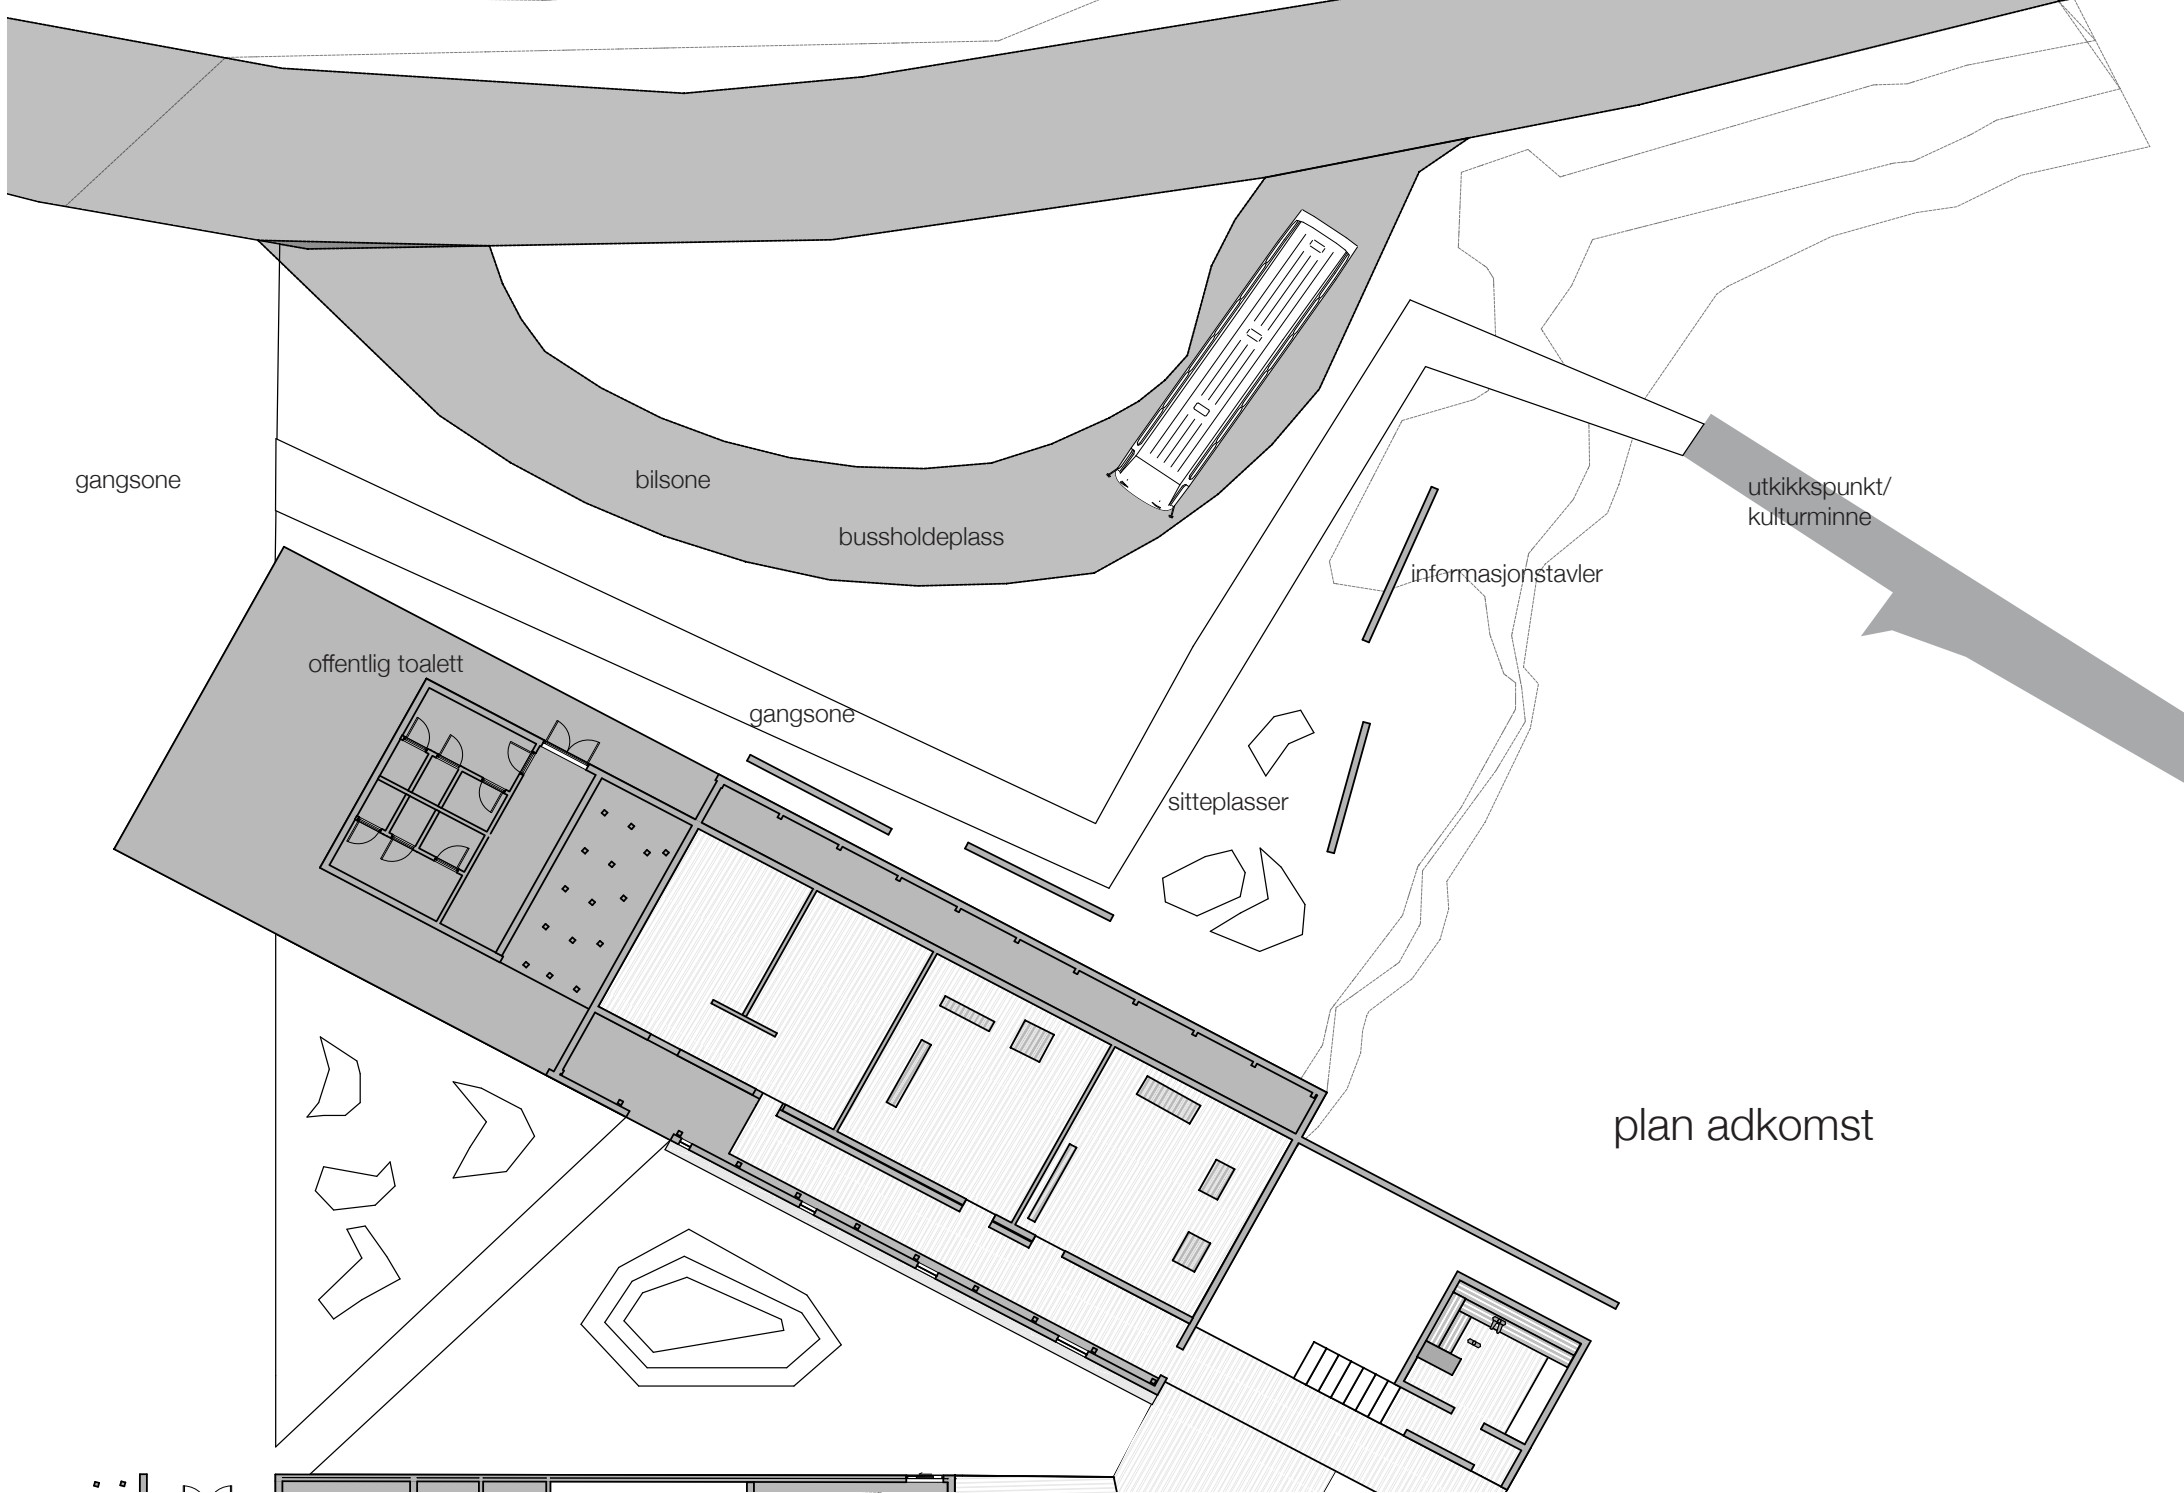 gangsone
bilsone
utkikkspunkt/
kulturminne
bussholdeplass
informasjonstavler
offentlig toalett
gangsone
sitteplasser
plan adkomst